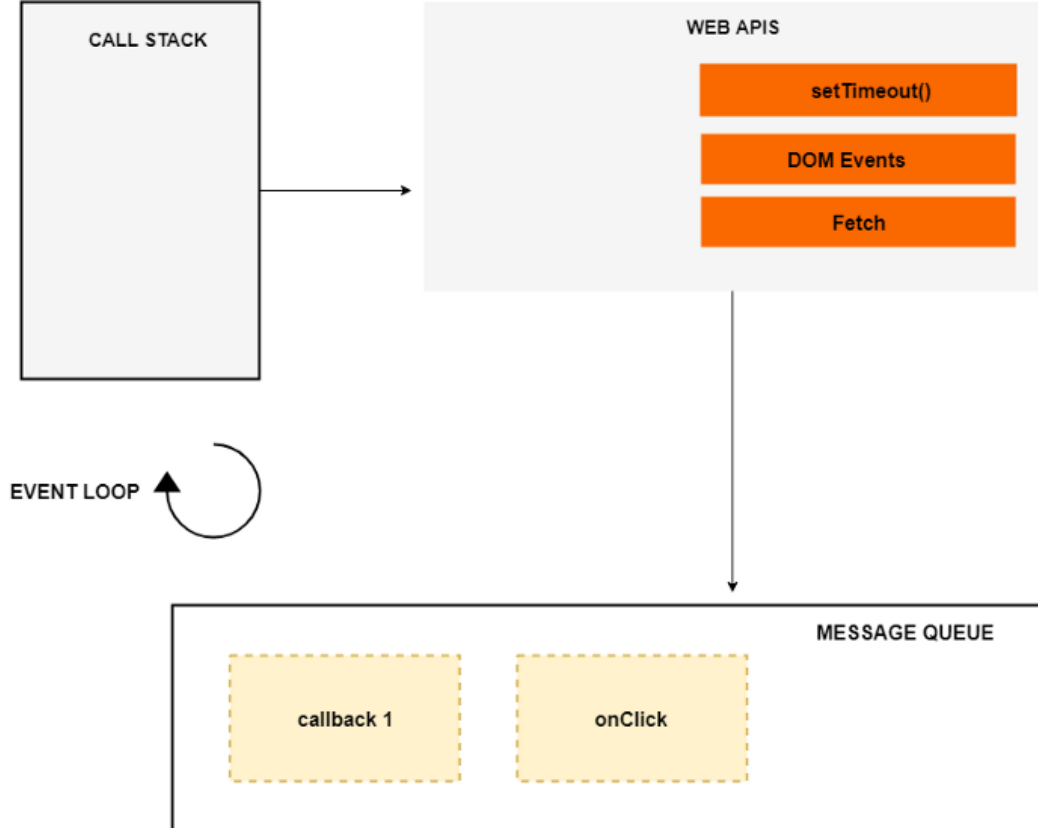 CALL STACK
WEB APIS
setTimeout()
DOM Events
Fetch
EVENT LOOP
MESSAGE QUEUE
callback 1
onClick